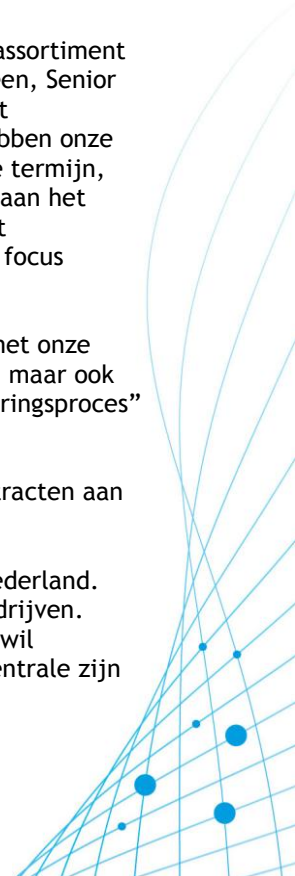 assortiment
en, Senior
t
bben onze
e termijn,
aan het
t
focus
net onze
maar ook
ringsproces”
tracten aan
ederland.
drijven.
wil
entrale zijn